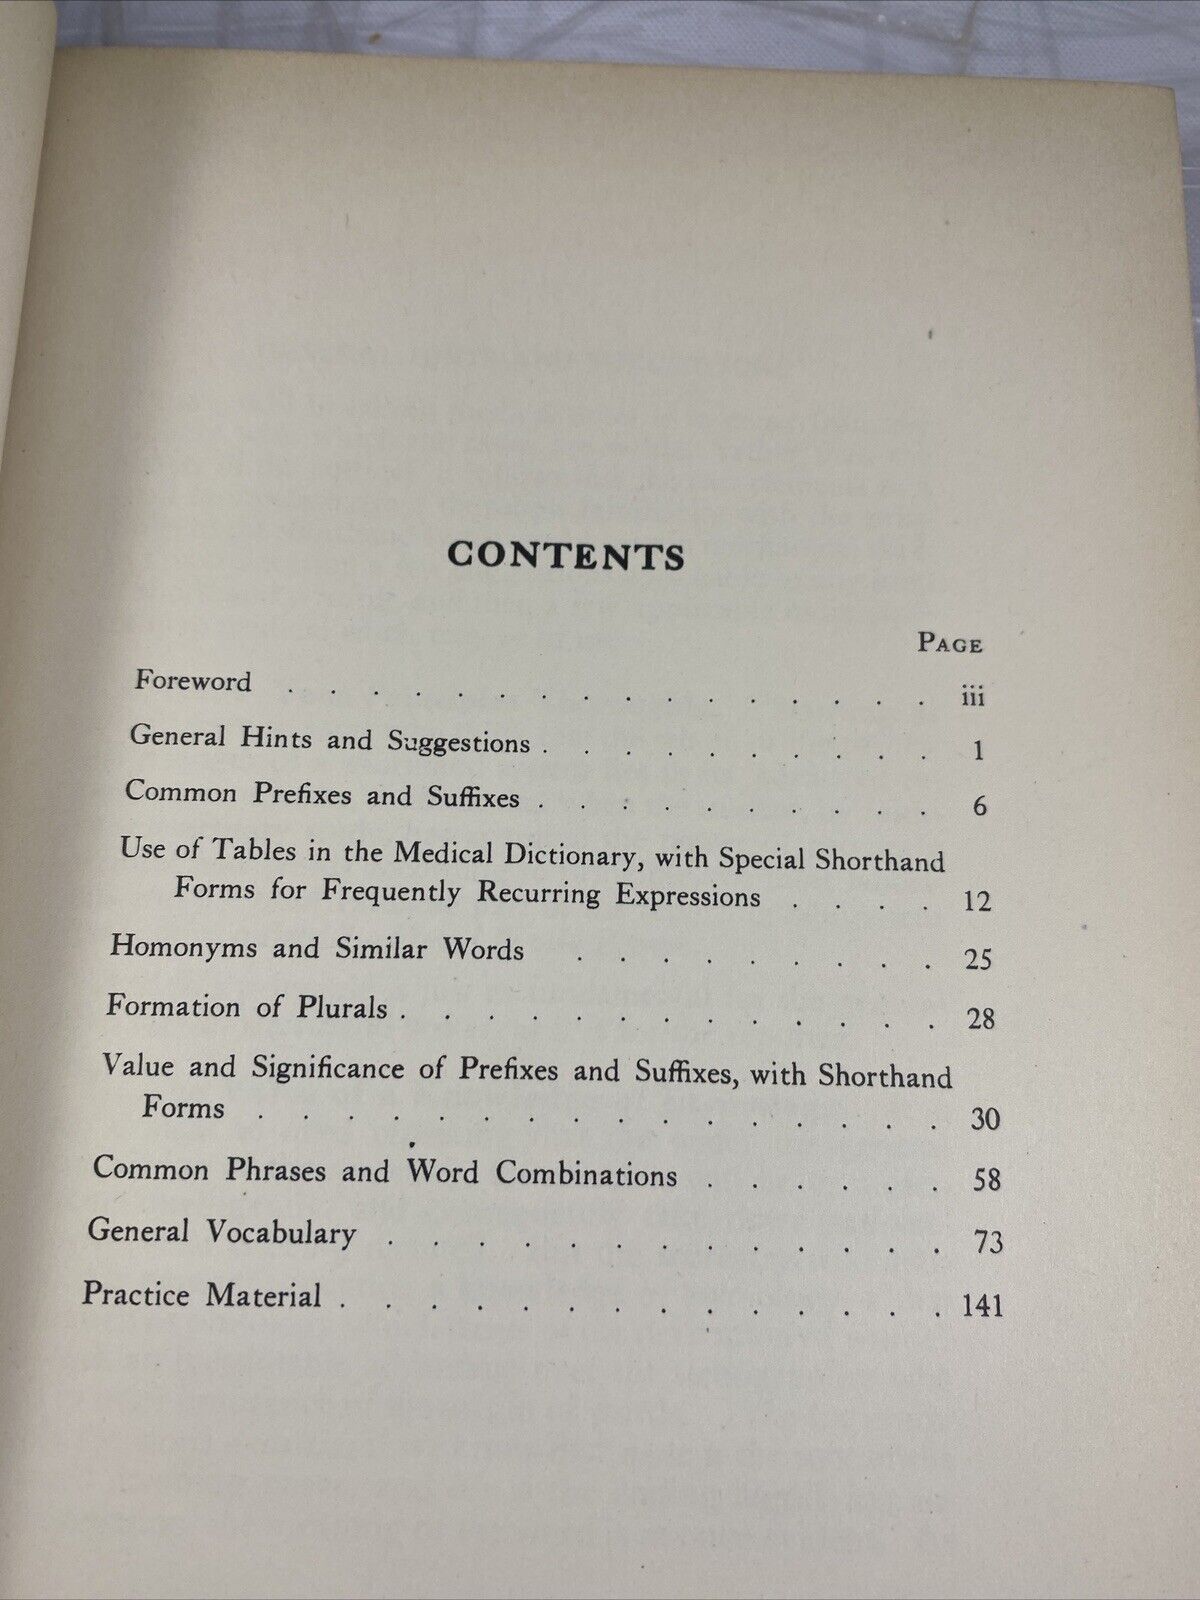 CONTENTS
PAGE
Foreword . . . . . . . . . . . . . . . . iii
General Hints and Suggestions . . . . . . . . . . 1
Common Prefixes and Suffixes . . . . . . . . . . 6
Use of Tables in the Medical Dictionary, with Special Shorthand
Forms for Frequently Recurring Expressions . . . . 12
Homonyms and Similar Words . . . . . . . . . 25
Formation of Plurals . . . . . . . . . . . . . 28
Value and Significance of Prefixes and Suffixes, with Shorthand
Forms . . . . . . . . . . . . . . . . 30
Common Phrases and Word Combinations . . . . . . 58
General Vocabulary . . . . . . . . . . . . . 73
Practice Material . . . . . . . . . . . . . . 141